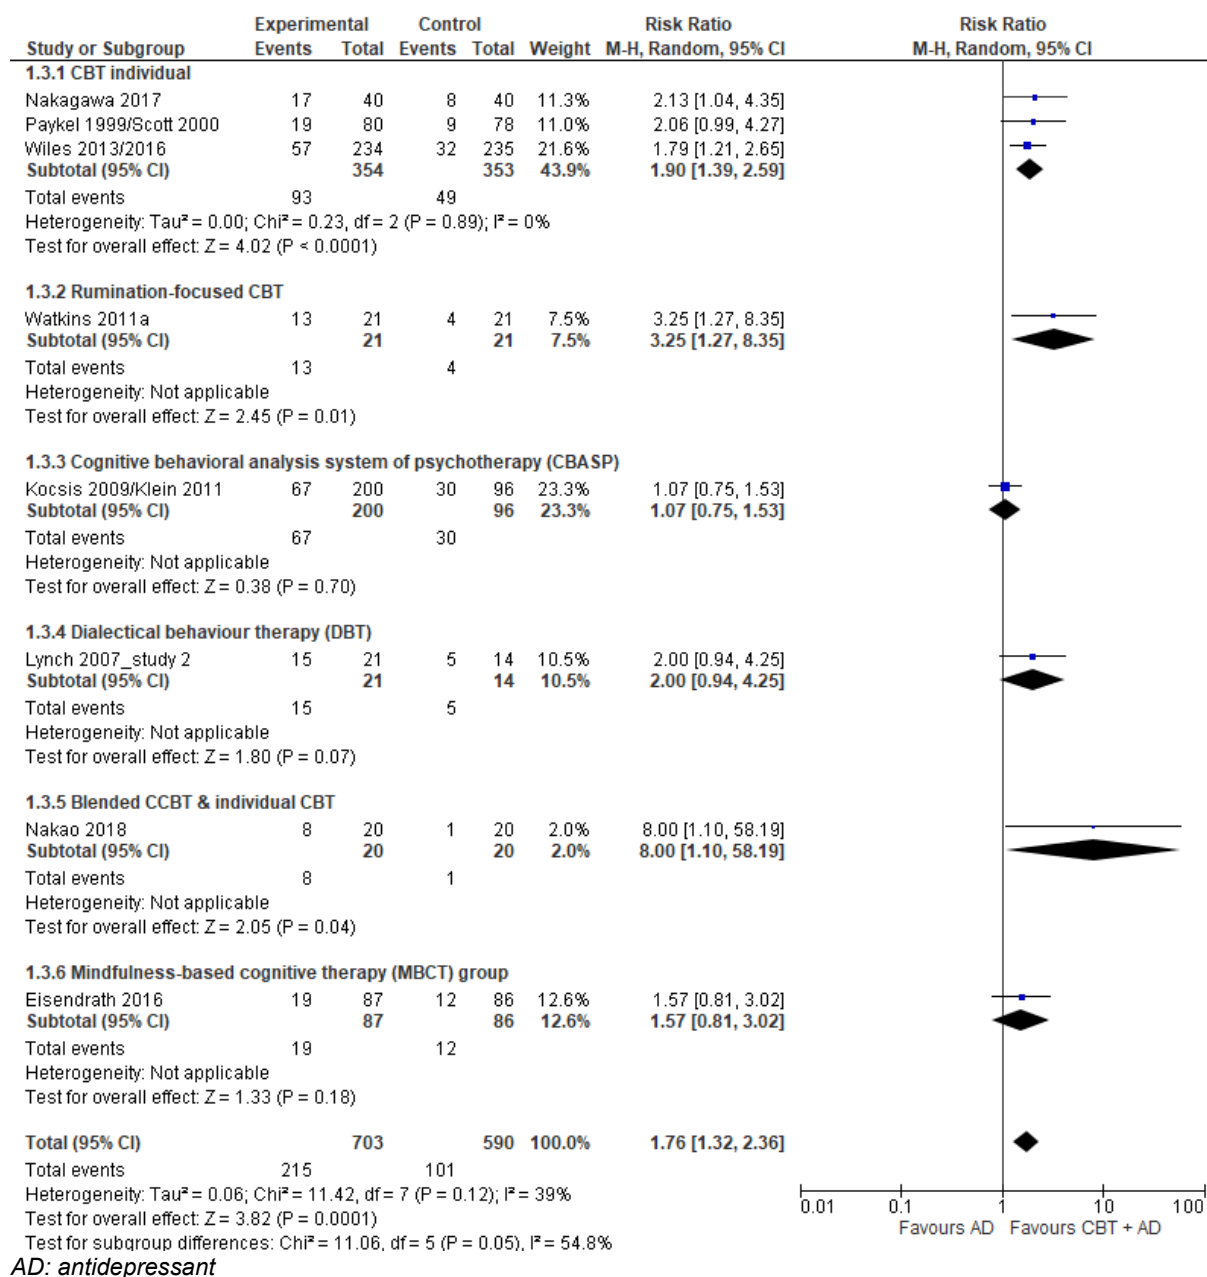 Experimental Control Risk Ratio Risk Ratio
Study or Subgroup Events Total Events Total Weight M-H, Random, 95% CI M-H, Random, 95% CI
1.3.1 CBT individual
Nakagawa 2017 17 40 8 40 11.3% 2.13 [1.04, 4.35]
Paykel 1999/Scott 2000 19 80 9 78 11.0% 2.06 [0.99, 4.27]
Wiles 2013/2016 57 234 32 235 21.6% 1.79 [1.21, 2.65]
Subtotal (95% CI) 354 353 43.9% 1.90 [1.39, 2.59]
Total events 93 49
Heterogeneity: Tau² = 0.00; Chi² = 0.23, df = 2 (P = 0.89); I² = 0%
Test for overall effect: Z = 4.02 (P < 0.0001)
1.3.2 Rumination-focused CBT
Watkins 2011a 13 21 4 21 7.5% 3.25 [1.27, 8.35]
Subtotal (95% CI) 21 21 7.5% 3.25 [1.27, 8.35]
Total events 13 4
Heterogeneity: Not applicable
Test for overall effect: Z = 2.45 (P = 0.01)
1.3.3 Cognitive behavioral analysis system of psychotherapy (CBASP)
Kocsis 2009/Klein 2011 67 200 30 96 23.3% 1.07 [0.75, 1.53]
Subtotal (95% CI) 200 96 23.3% 1.07 [0.75, 1.53]
Total events 67 30
Heterogeneity: Not applicable
Test for overall effect: Z = 0.38 (P = 0.70)
1.3.4 Dialectical behaviour therapy (DBT)
Lynch 2007_study 2 15 21 5 14 10.5% 2.00 [0.94, 4.25]
Subtotal (95% CI) 21 14 10.5% 2.00 [0.94, 4.25]
Total events 15 5
Heterogeneity: Not applicable
Test for overall effect: Z = 1.80 (P = 0.07)
1.3.5 Blended CCBT & individual CBT
Nakao 2018 8 20 1 20 2.0% 8.00 [1.10, 58.19]
Subtotal (95% CI) 20 20 2.0% 8.00 [1.10, 58.19]
Total events 8 1
Heterogeneity: Not applicable
Test for overall effect: Z = 2.05 (P = 0.04)
1.3.6 Mindfulness-based cognitive therapy (MBCT) group
Eisendrath 2016 19 87 12 86 12.6% 1.57 [0.81, 3.02]
Subtotal (95% CI) 87 86 12.6% 1.57 [0.81, 3.02]
Total events 19 12
Heterogeneity: Not applicable
Test for overall effect: Z = 1.33 (P = 0.18)
Total (95% CI) 703 590 100.0% 1.76 [1.32, 2.36]
Total events 215 101
Heterogeneity: Tau² = 0.06; Chi² = 11.42, df = 7 (P = 0.12); I² = 39%
Test for overall effect: Z = 3.82 (P = 0.0001)
Test for subgroup differences: Chi² = 11.06, df = 5 (P = 0.05), I² = 54.8%
0.01 0.1 1 10 100
Favours AD Favours CBT + AD
AD: antidepressant